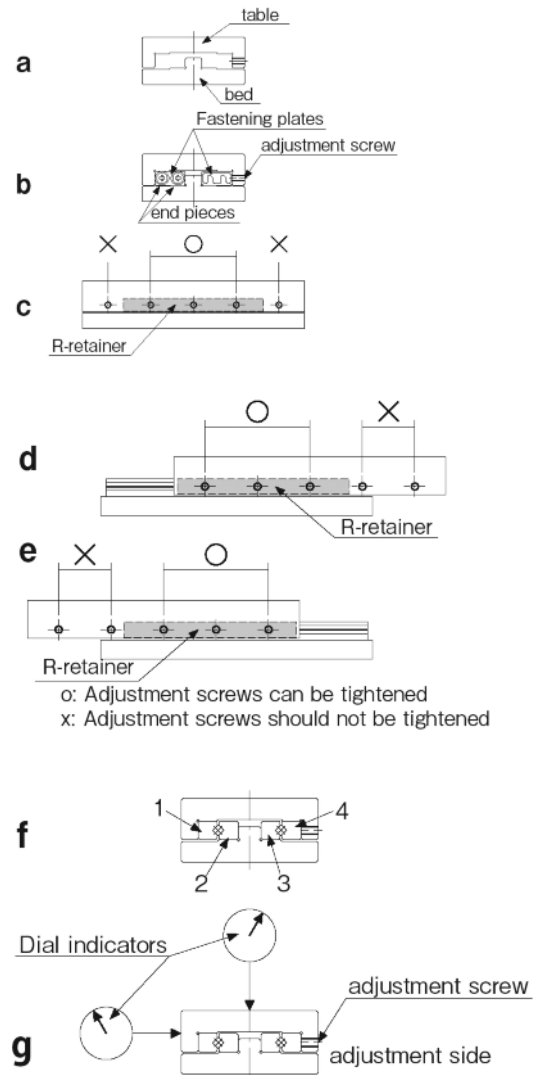 table
a
bed
Fastening plates
adjustment screw
b
end pieces
X O X
c
R-retainer
O X
d
R-retainer
e
X O
R-retainer
o: Adjustment screws can be tightened
x: Adjustment screws should not be tightened
f
1 4
2 3
Dial indicators
adjustment screw
g
adjustment side